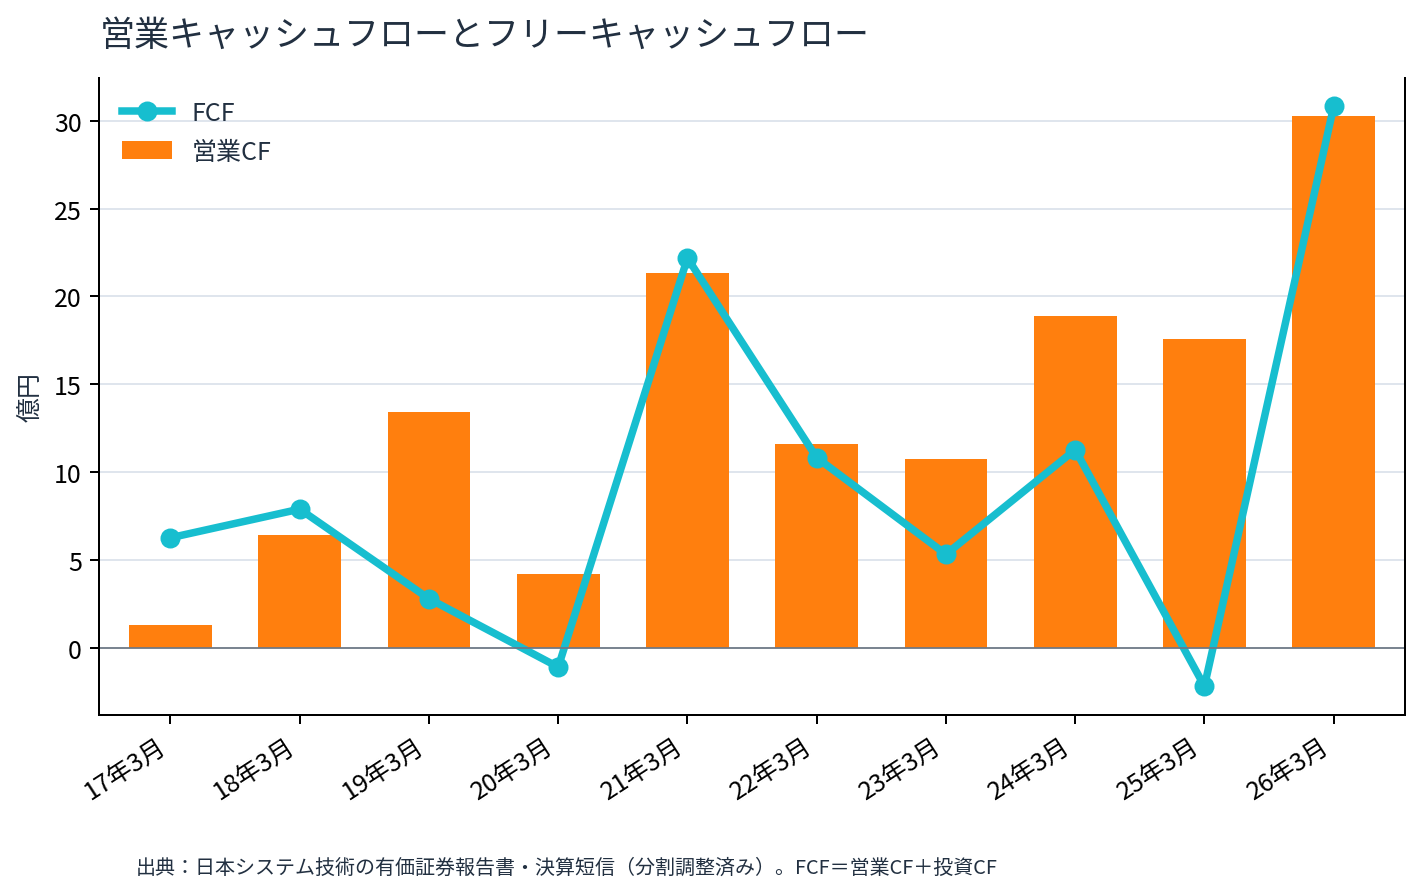 営業キャッシュフローとフリーキャッシュフロー
FCF
営業CF
億円
30
25
20
15
10
5
0
17年3月
18年3月
19年3月
20年3月
21年3月
22年3月
23年3月
24年3月
25年3月
26年3月
出典：日本システム技術の有価証券報告書・決算短信（分割調整済み）。FCF＝営業CF＋投資CF